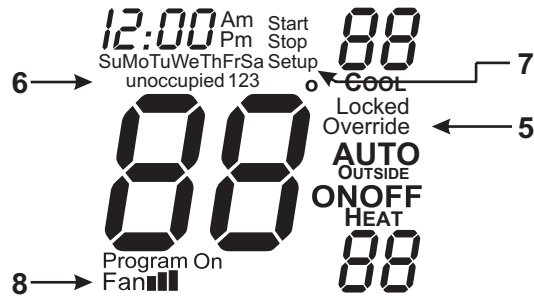 12:00 Am Pm Start Stop 88
SuMoTuWeThFrSa Setup 7
6 unoccupied 123
° COOL
88
Locked
Override 5
AUTO
OUTSIDE
ONOFF
HEAT
88
Program On
8 Fan